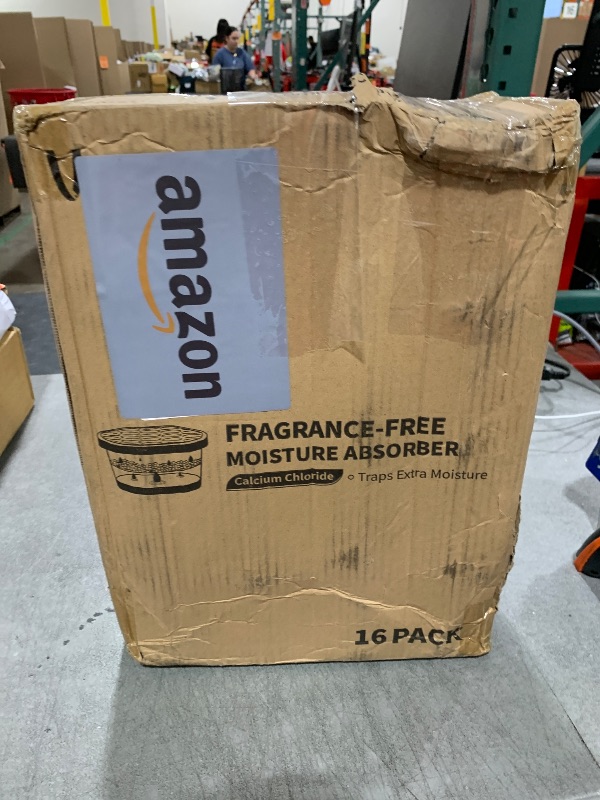 amazon
FRAGRANCE-FREE
MOISTURE ABSORBER
Calcium Chloride ○ Traps Extra Moisture
16 PACK